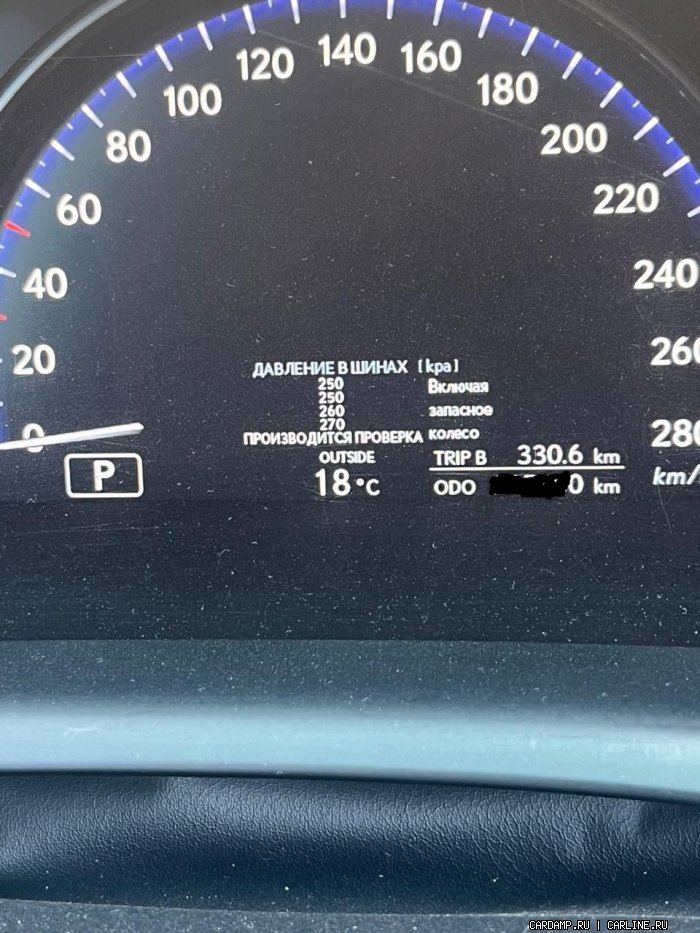 140
120
160
100
180
80
200
60
220
40
240
20
260
0
280
km/
ДАВЛЕНИЕ В ШИНАХ [kpa]
250 Включая
250
260 запасное
270
ПРОИЗВОДИТСЯ ПРОВЕРКА колесо
OUTSIDE
18°C
TRIP B 330.6 km
ODO 0 km
P
CARDAMP.RU | CARLINE.RU